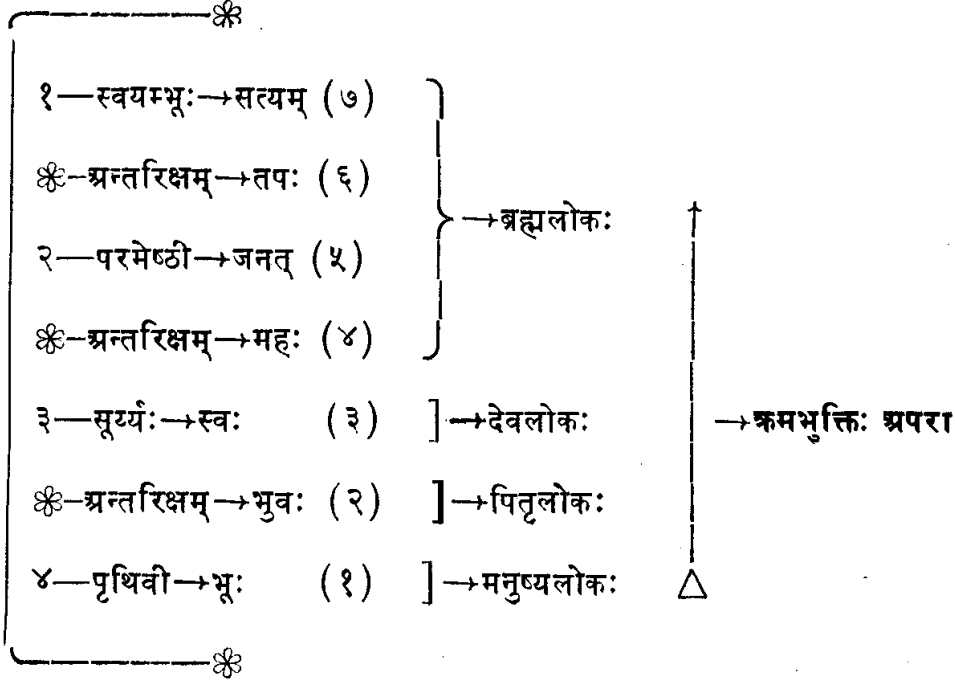 १—स्वयम्भूः→सत्यम् (७)
❀–अन्तरिक्षम्→तपः (६)
→ब्रह्मलोकः
२—परमेष्ठी→जनत् (५)
❀–अन्तरिक्षम्→महः (४)
३—सूर्य्यः→स्वः (३) ]→देवलोकः →क्रमभुक्तिः अपरा
❀–अन्तरिक्षम्→भुवः (२) ]→पितृलोकः
४—पृथिवी→भूः (१) ]→मनुष्यलोकः